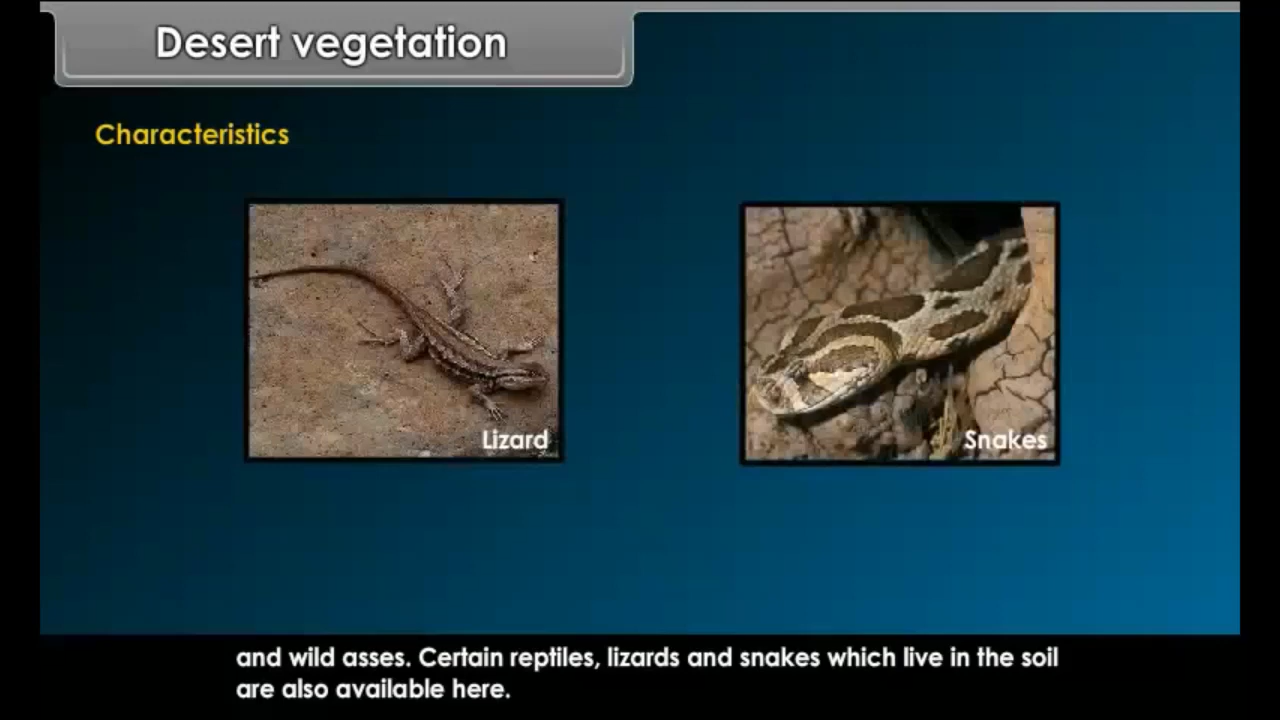 Desert vegetation
Characteristics
Lizard
Snakes
and wild asses. Certain reptiles, lizards and snakes which live in the soil
are also available here.